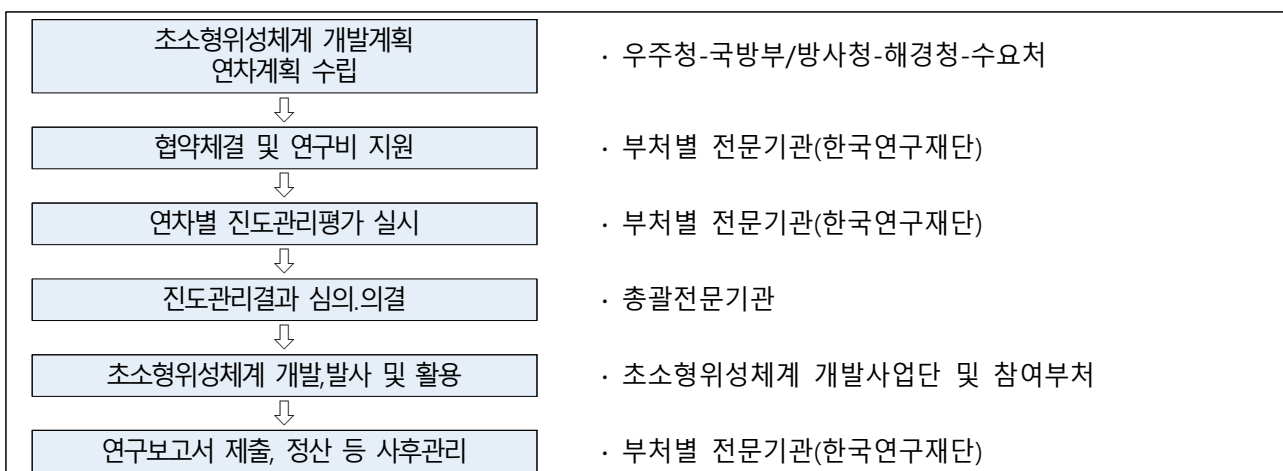 초소형위성체계 개발계획
연차계획 수립
· 우주청-국방부/방사청-해경청-수요처
협약체결 및 연구비 지원
· 부처별 전문기관(한국연구재단)
연차별 진도관리평가 실시
· 부처별 전문기관(한국연구재단)
진도관리결과 심의.의결
· 총괄전문기관
초소형위성체계 개발,발사 및 활용
· 초소형위성체계 개발사업단 및 참여부처
연구보고서 제출, 정산 등 사후관리
· 부처별 전문기관(한국연구재단)